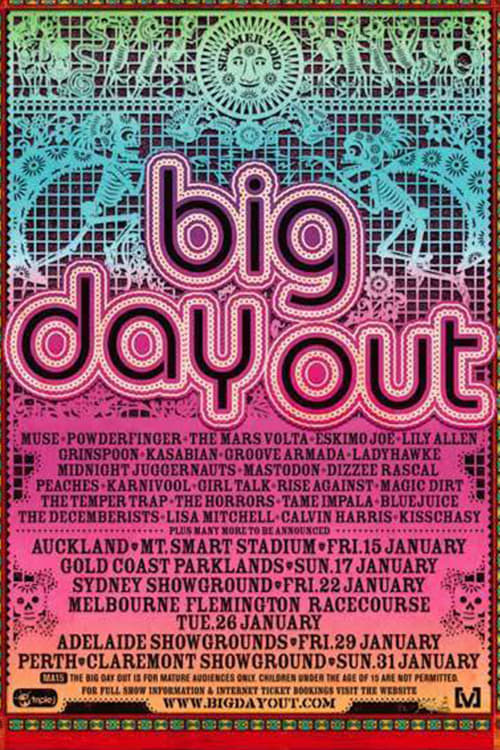 SUMMER 2010
big
day out
MUSE•POWDERFINGER•THE MARS VOLTA•ESKIMO JOE•LILY ALLEN
GRINSPOON•KASABIAN•GROOVE ARMADA•LADYHAWKE
MIDNIGHT JUGGERNAUTS•MASTODON•DIZZEE RASCAL
PEACHES•KARNIVOOL•GIRL TALK•RISE AGAINST•MAGIC DIRT
THE TEMPER TRAP•THE HORRORS•TAME IMPALA•BLUEJUICE
THE DECEMBERISTS•LISA MITCHELL•CALVIN HARRIS•KISSCHASY
PLUS MANY MORE TO BE ANNOUNCED
AUCKLAND•MT.SMART STADIUM•FRI.15 JANUARY
GOLD COAST PARKLANDS•SUN.17 JANUARY
SYDNEY SHOWGROUND•FRI.22 JANUARY
MELBOURNE FLEMINGTON RACECOURSE
TUE.26 JANUARY
ADELAIDE SHOWGROUNDS•FRI.29 JANUARY
PERTH•CLAREMONT SHOWGROUND•SUN.31 JANUARY
MA15 THE BIG DAY OUT IS FOR MATURE AUDIENCES ONLY. CHILDREN UNDER THE AGE OF 15 ARE NOT PERMITTED.
FOR FULL SHOW INFORMATION & INTERNET TICKET BOOKINGS VISIT THE WEBSITE
triple j WWW.BIGDAYOUT.COM [V]